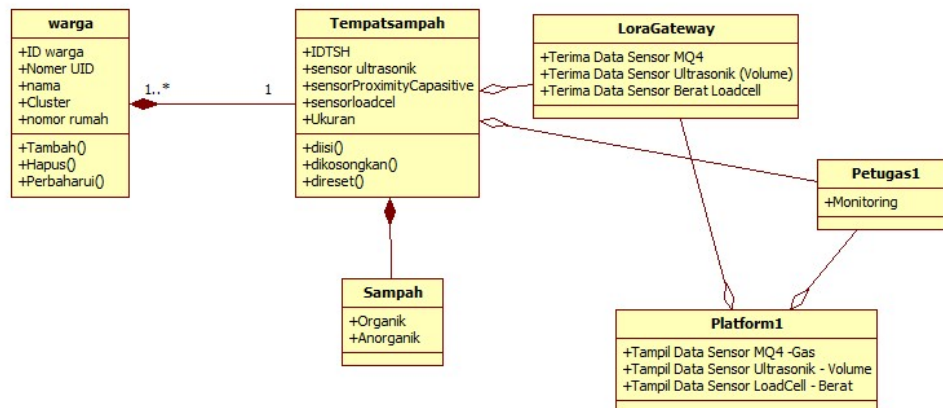 warga
+ID warga
+Nomer UID
+nama
+Cluster
+nomor rumah
+Tambah()
+Hapus()
+Perbaharui()
1..*
1
Tempatsampah
+IDTSH
+sensor ultrasonik
+sensorProximityCapasitive
+sensorloadcel
+Ukuran
+diisi()
+dikosongkan()
+direset()
LoraGateway
+Terima Data Sensor MQ4
+Terima Data Sensor Ultrasonik (Volume)
+Terima Data Sensor Berat Loadcell
Petugas1
+Monitoring
Sampah
+Organik
+Anorganik
Platform1
+Tampil Data Sensor MQ4 -Gas
+Tampil Data Sensor Ultrasonik - Volume
+Tampil Data Sensor LoadCell - Berat